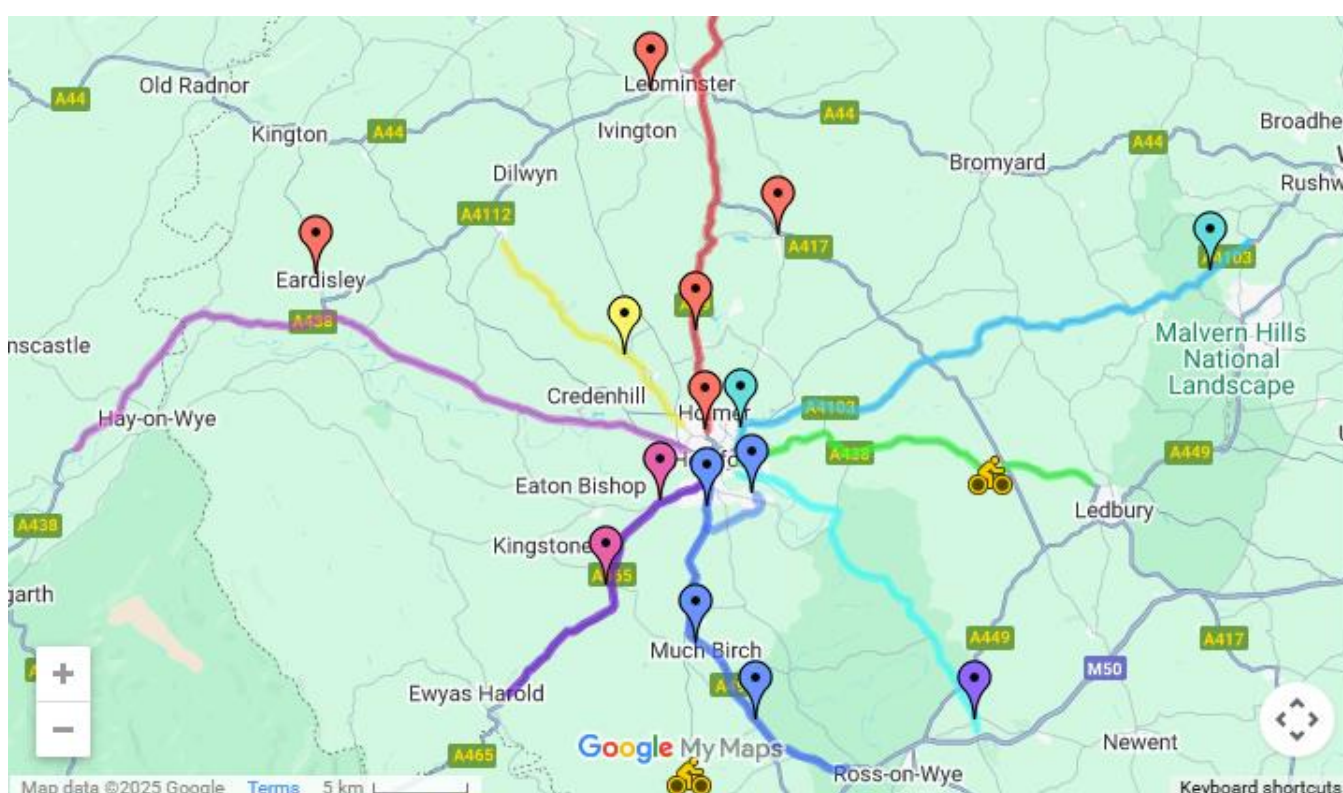 Old Radnor
Leominster
A44
A44
Broadhe
Kington
A44
Ivington
A44
Bromyard
Dilwyn
Rushw
A4112
A417
A4103
Eardisley
A438
Malvern Hills
National
Landscape
nscastle
Credenhill
Holmer
A4103
Hay-on-Wye
A438
A449
Eaton Bishop
Ledbury
A438
Kingstone
garth
A449
A417
Much Birch
M50
Ewyas Harold
Google My Maps
Newent
A465
Ross-on-Wye
Map data ©2025 Google
Terms
5 km
Keyboard shortcuts